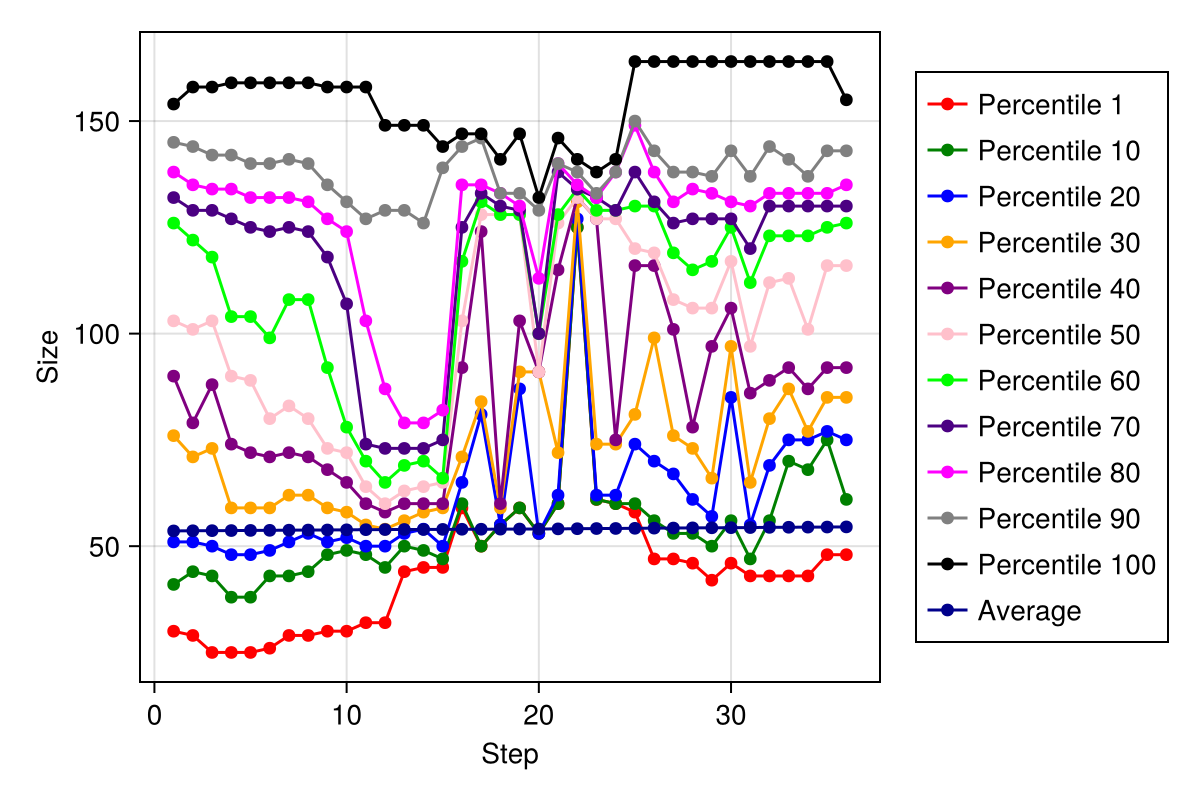 150
100
50
Size
0
10
20
30
Step
Percentile 1
Percentile 10
Percentile 20
Percentile 30
Percentile 40
Percentile 50
Percentile 60
Percentile 70
Percentile 80
Percentile 90
Percentile 100
Average